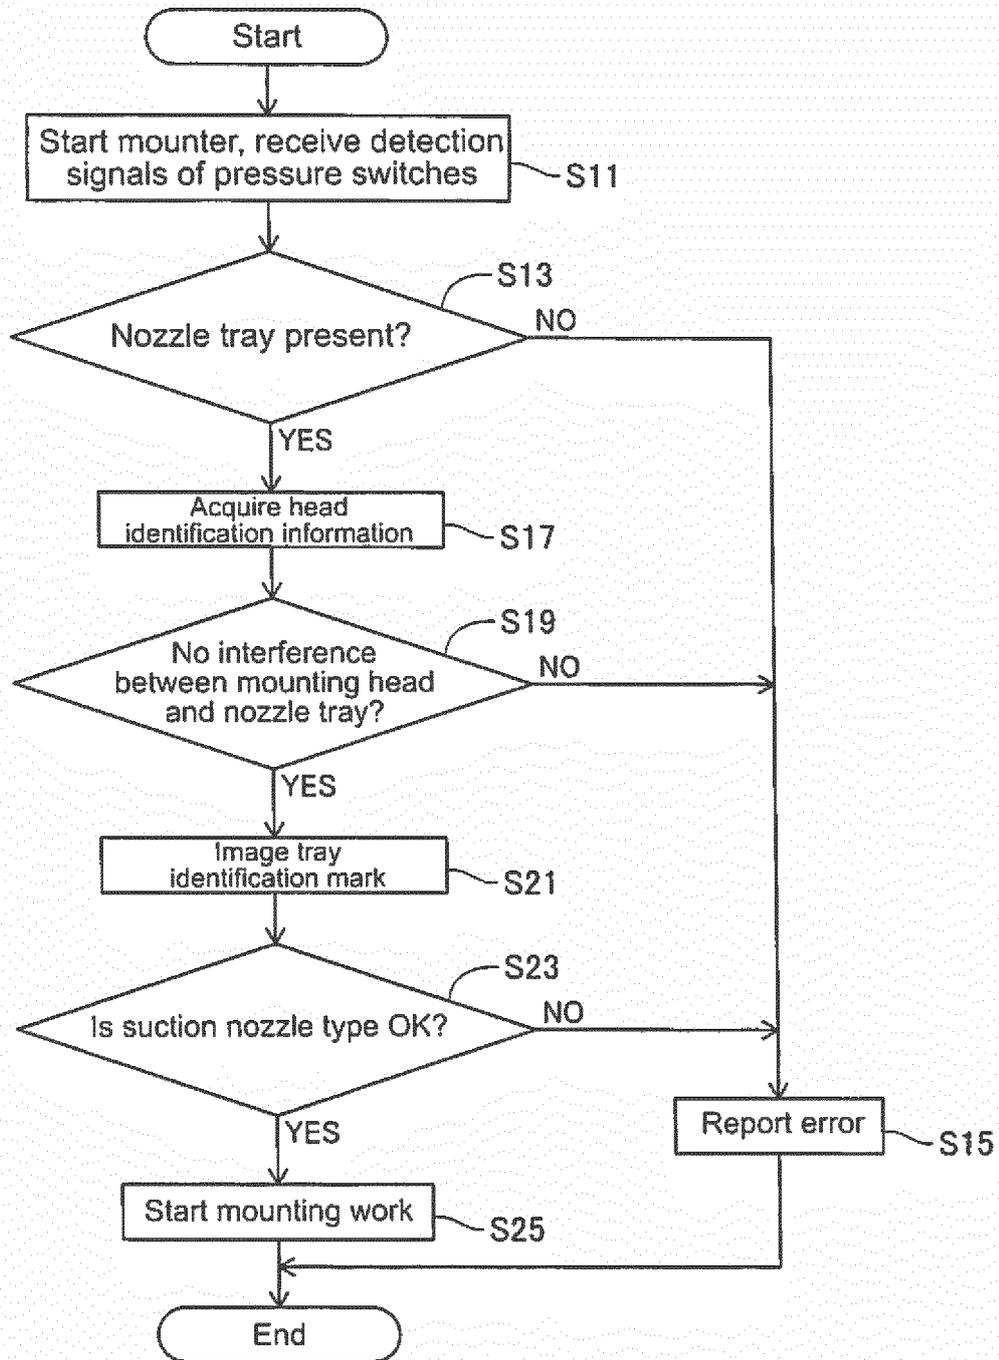 Start
Start mounter, receive detection
signals of pressure switches
S11
S13
Nozzle tray present?
NO
YES
Acquire head
identification information
S17
S19
No interference
between mounting head
and nozzle tray?
NO
YES
Image tray
identification mark
S21
S23
Is suction nozzle type OK?
NO
YES
Report error
S15
Start mounting work
S25
End